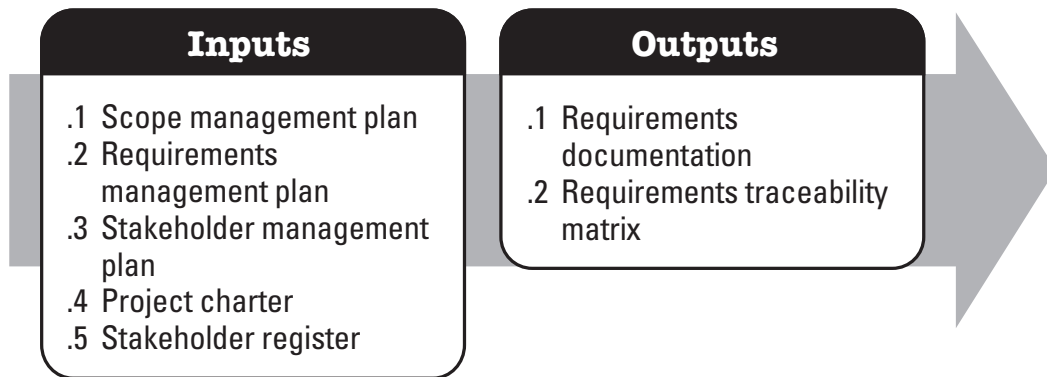 Inputs
.1 Scope management plan
.2 Requirements
management plan
.3 Stakeholder management
plan
.4 Project charter
.5 Stakeholder register
Outputs
.1 Requirements
documentation
.2 Requirements traceability
matrix